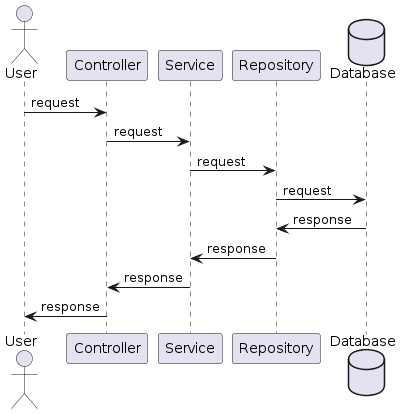 User
Controller
Service
Repository
Database
request
request
request
request
response
response
response
response
User
Controller
Service
Repository
Database